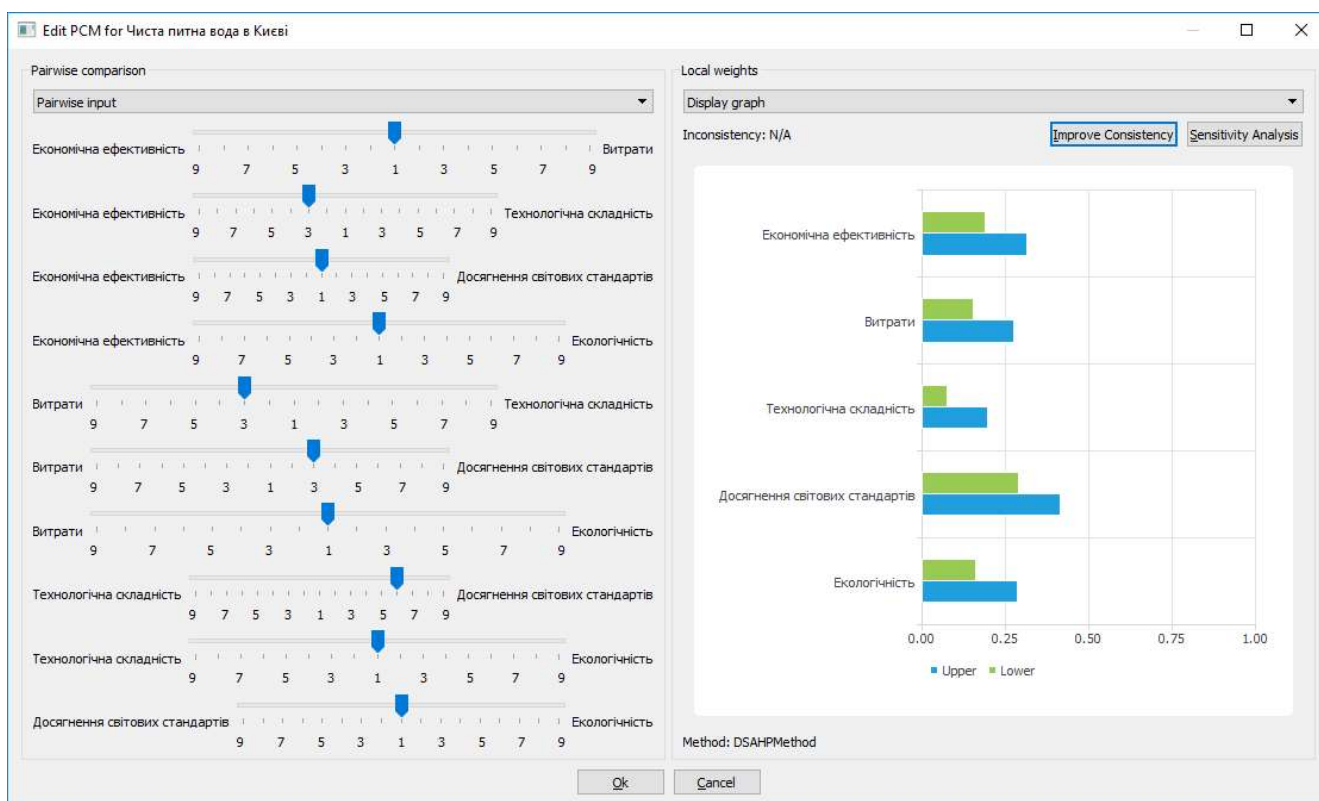 Edit PCM for Чиста питна вода в Києві
Pairwise comparison
Pairwise input
Економічна ефективність Витрати
9 7 5 3 1 3 5 7 9
Економічна ефективність Технологічна складність
9 7 5 3 1 3 5 7 9
Економічна ефективність Досягнення світових стандартів
9 7 5 3 1 3 5 7 9
Економічна ефективність Екологічність
9 7 5 3 1 3 5 7 9
Витрати Технологічна складність
9 7 5 3 1 3 5 7 9
Витрати Досягнення світових стандартів
9 7 5 3 1 3 5 7 9
Витрати Екологічність
9 7 5 3 1 3 5 7 9
Технологічна складність Досягнення світових стандартів
9 7 5 3 1 3 5 7 9
Технологічна складність Екологічність
9 7 5 3 1 3 5 7 9
Досягнення світових стандартів Екологічність
9 7 5 3 1 3 5 7 9
Local weights
Display graph
Inconsistency: N/A Improve Consistency Sensitivity Analysis
Економічна ефективність
Витрати
Технологічна складність
Досягнення світових стандартів
Екологічність
0.00 0.25 0.50 0.75 1.00
Upper Lower
Method: DSAHPMethod
Ok Cancel